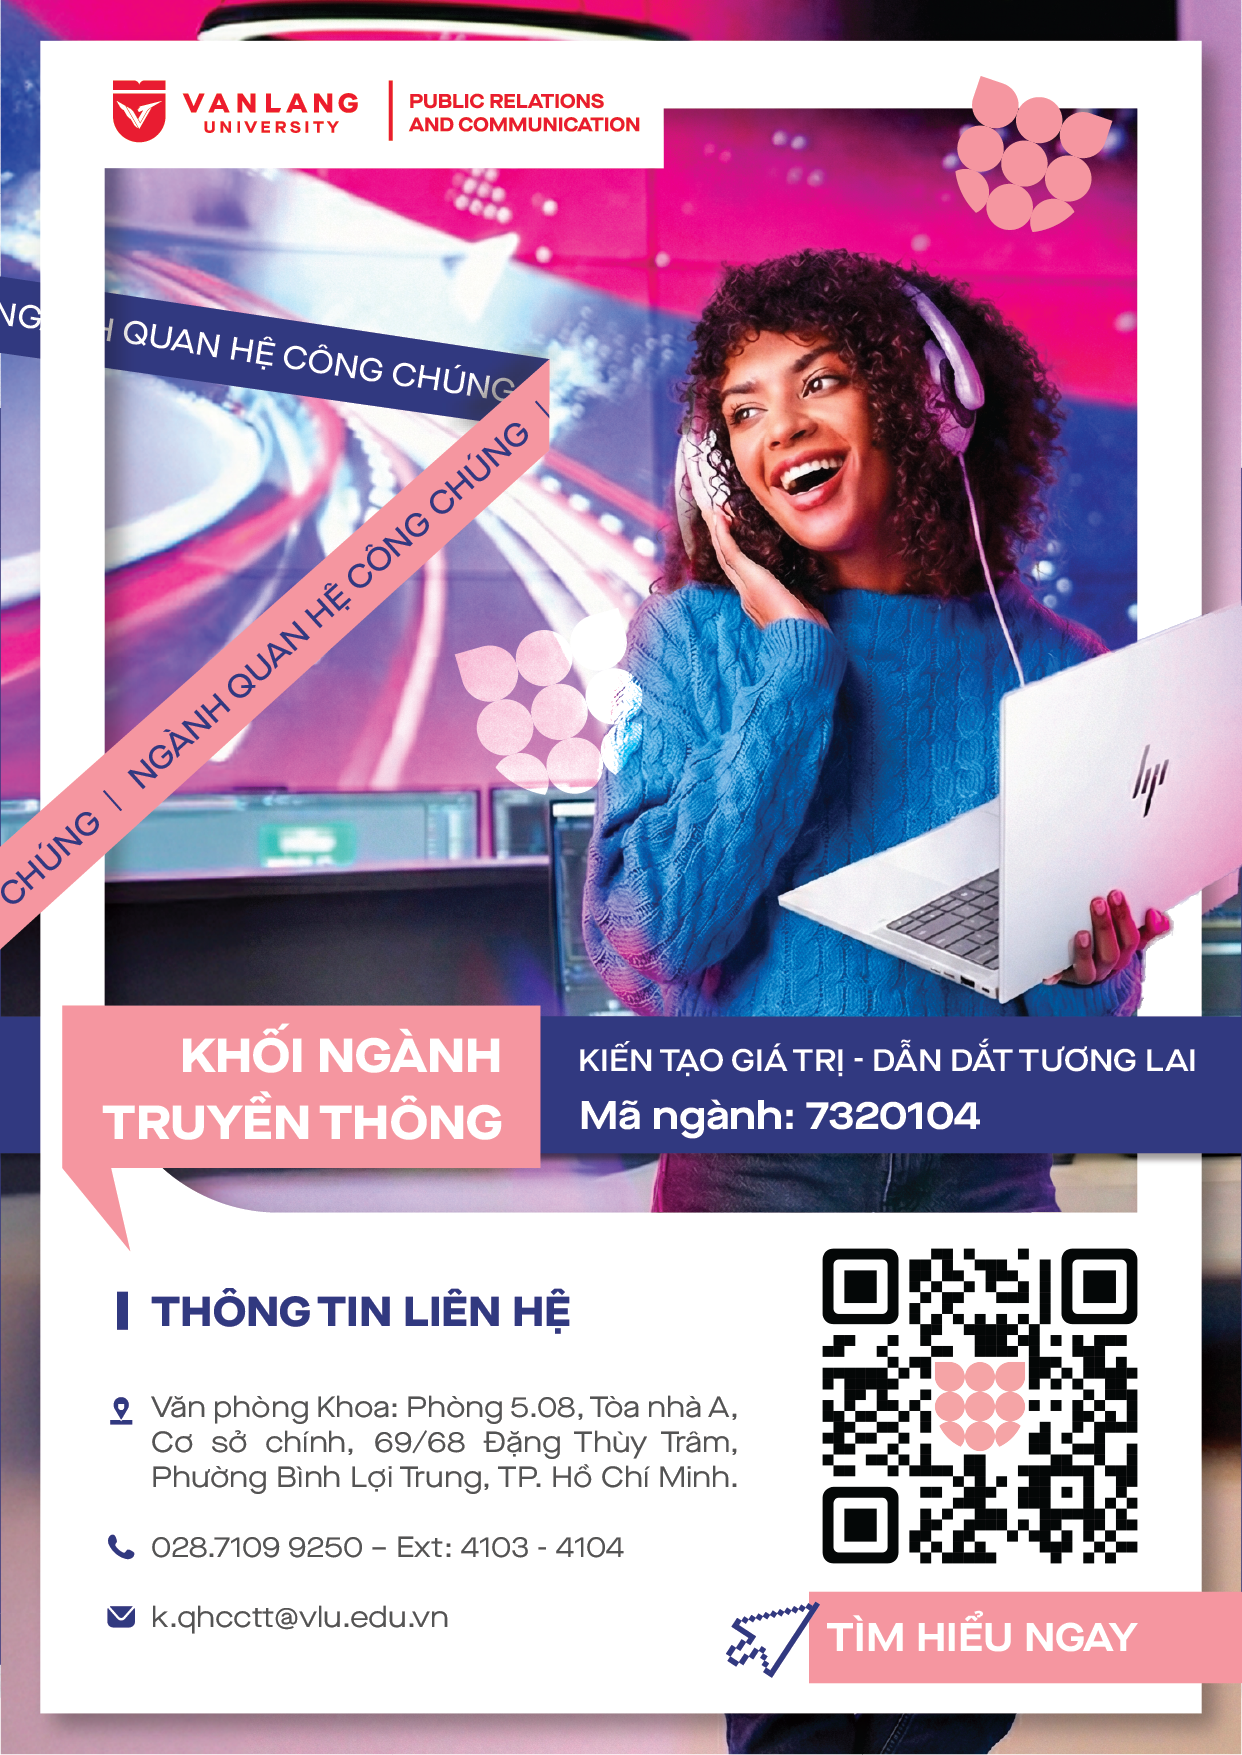 VANLANG
UNIVERSITY
PUBLIC RELATIONS
AND COMMUNICATION
NG
H QUAN HỆ CÔNG CHÚNG
CHÚNG | NGÀNH QUAN HỆ CÔNG CHÚNG |
hp
KHỐI NGÀNH
TRUYỀN THÔNG
KIẾN TẠO GIÁ TRỊ - DẪN DẮT TƯƠNG LAI
Mã ngành: 7320104
THÔNG TIN LIÊN HỆ
Văn phòng Khoa: Phòng 5.08, Tòa nhà A,
Cơ sở chính, 69/68 Đặng Thùy Trâm,
Phường Bình Lợi Trung, TP. Hồ Chí Minh.
028.7109 9250 – Ext: 4103 - 4104
k.qhcctt@vlu.edu.vn
TÌM HIỂU NGAY